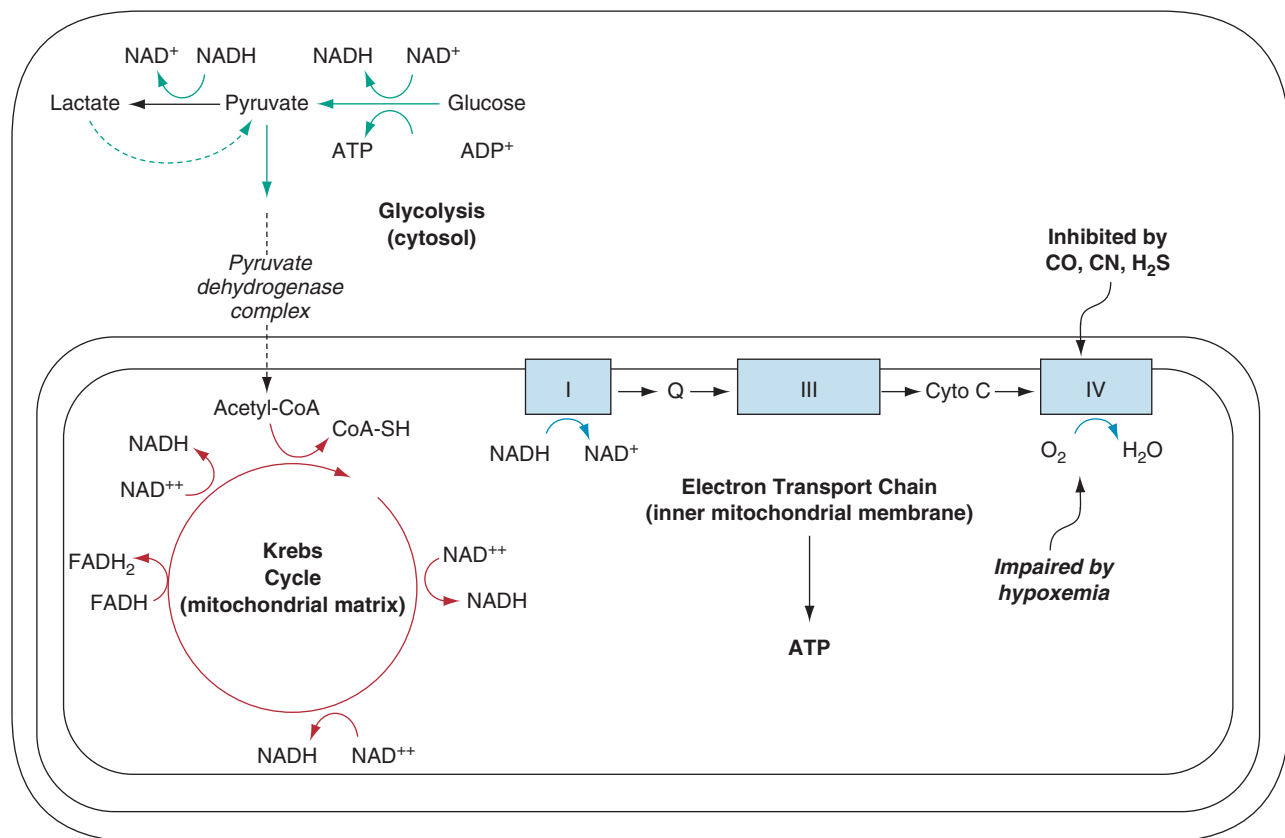 NAD⁺ NADH NADH NAD⁺
Lactate Pyruvate Glucose
ATP ADP⁺
Glycolysis
(cytosol)
Pyruvate
dehydrogenase
complex
Inhibited by
CO, CN, H₂S
I Q III Cyto C IV
Acetyl-CoA
CoA-SH
NADH
NAD⁺⁺
NADH NAD⁺
O₂ H₂O
Electron Transport Chain
(inner mitochondrial membrane)
FADH₂
FADH
Krebs
Cycle
(mitochondrial matrix)
NAD⁺⁺
NADH
Impaired by
hypoxemia
ATP
NADH NAD⁺⁺